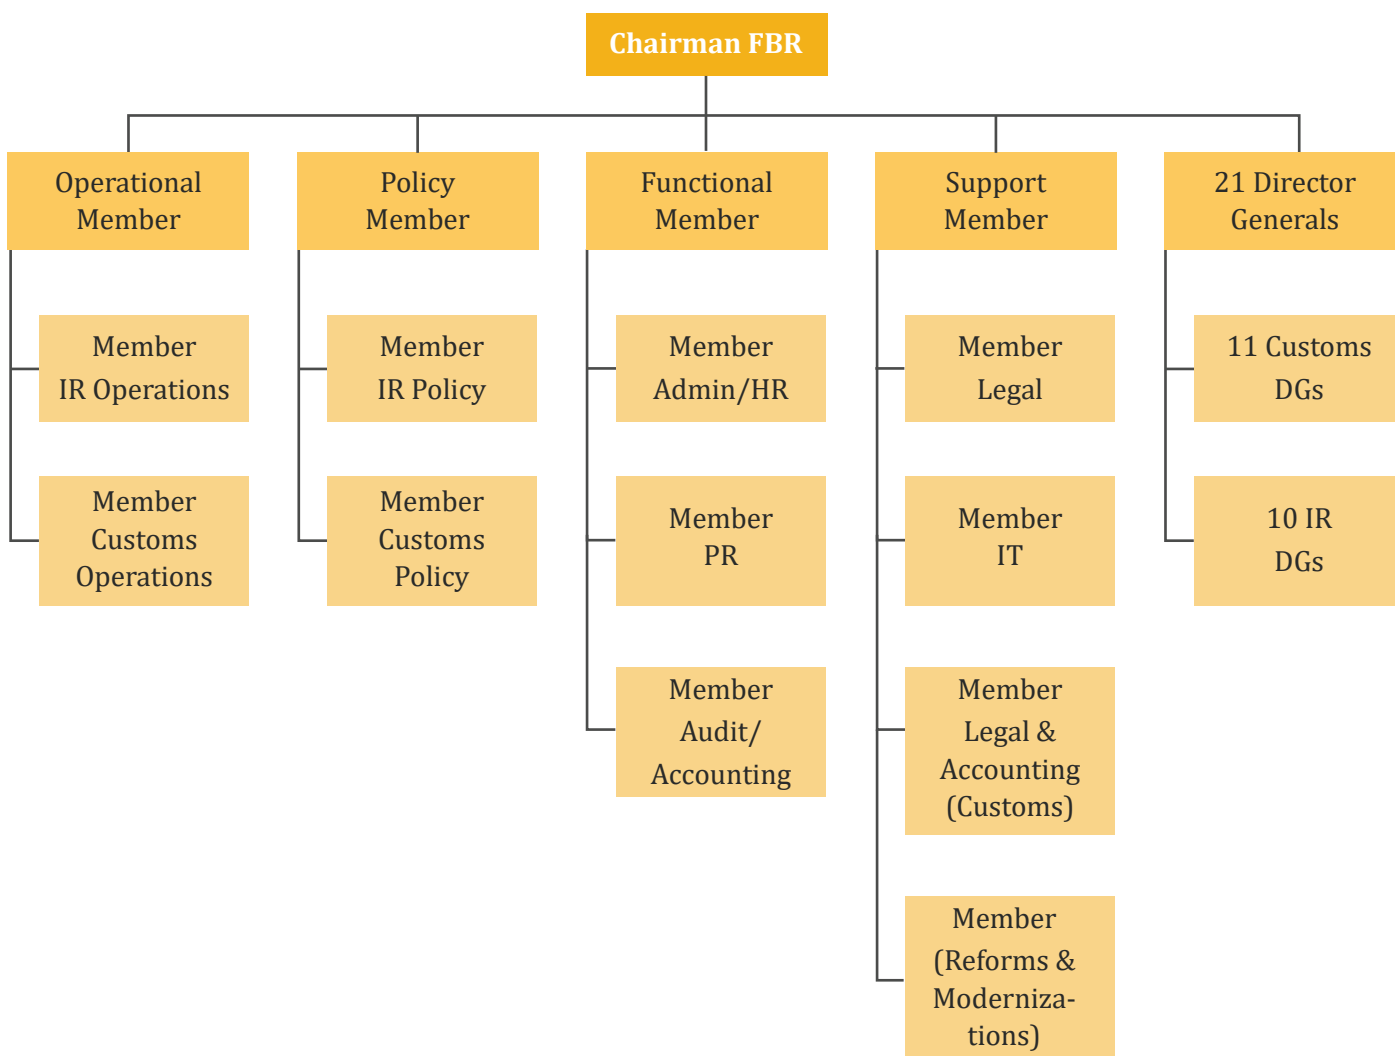 Chairman FBR
Operational
Member
Policy
Member
Functional
Member
Support
Member
21 Director
Generals
Member
IR Operations
Member
IR Policy
Member
Admin/HR
Member
Legal
11 Customs
DGs
Member
Customs
Operations
Member
Customs
Policy
Member
PR
Member
IT
10 IR
DGs
Member
Audit/
Accounting
Member
Legal &
Accounting
(Customs)
Member
(Reforms &
Moderniza-
tions)